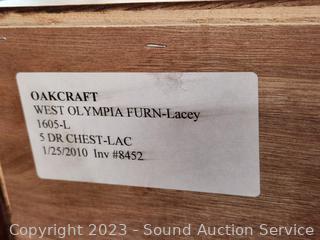 OAKCRAFT
WEST OLYMPIA FURN-Lacey
1605-L
5 DR CHEST-LAC
1/25/2010 Inv #8452
Copyright 2023 - Sound Auction Service